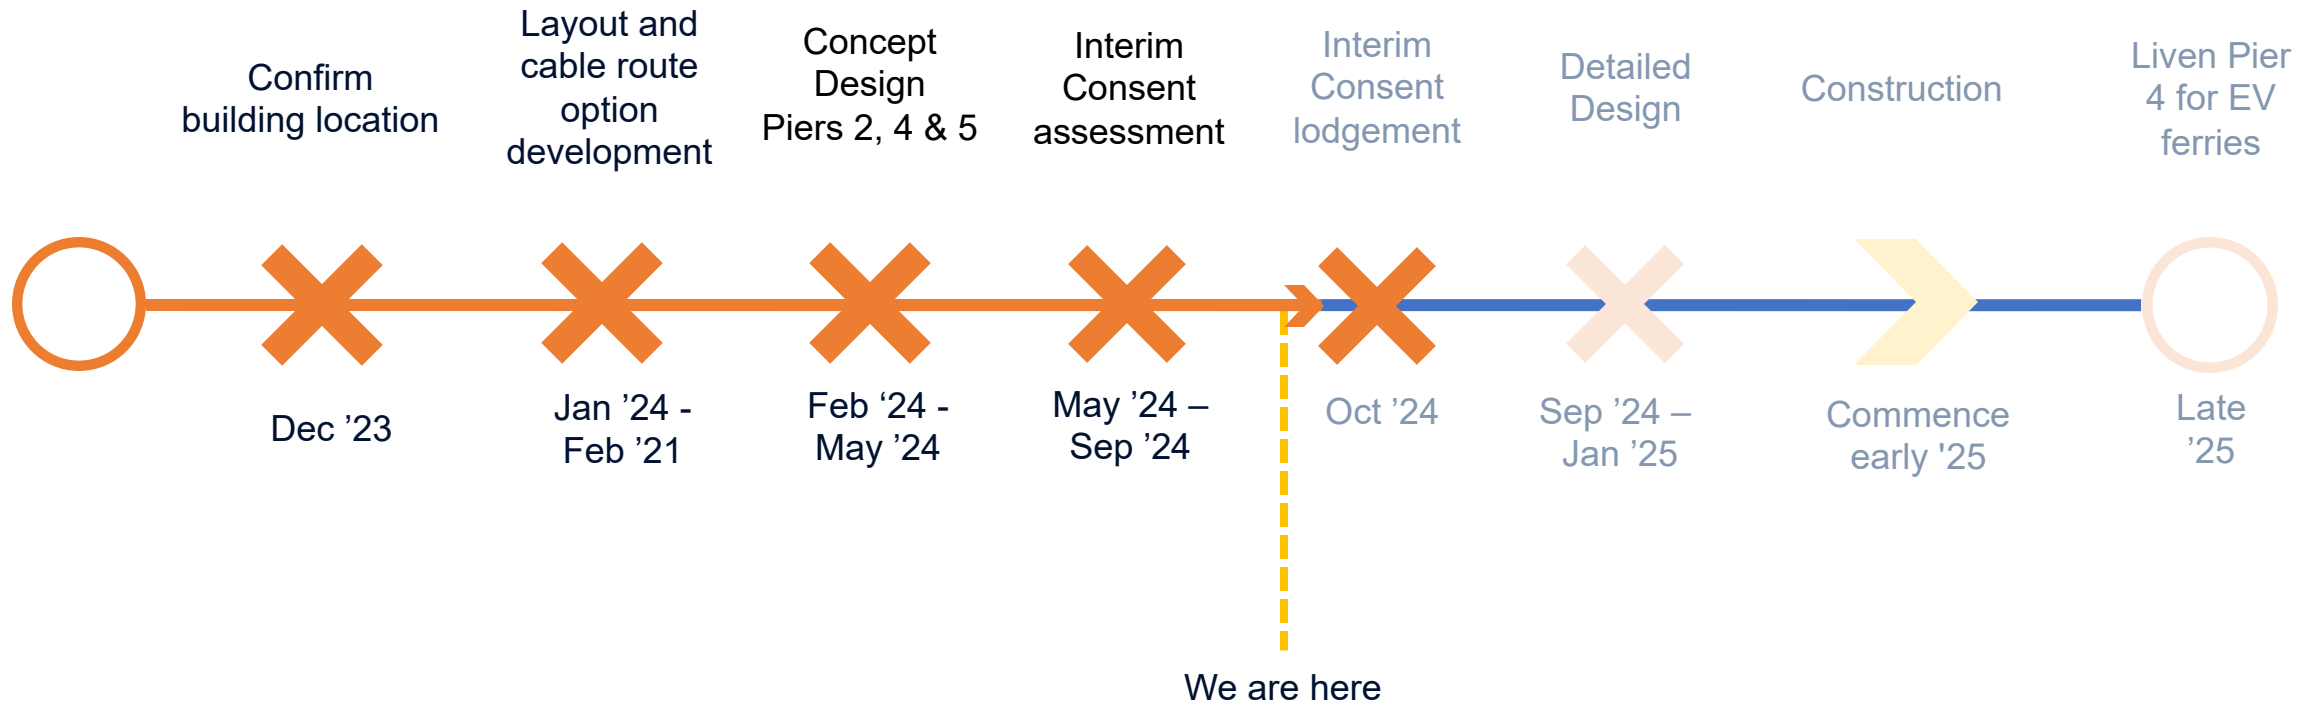 Confirm
building location
Layout and
cable route
option
development
Concept
Design
Piers 2, 4 & 5
Interim
Consent
assessment
Interim
Consent
lodgement
Detailed
Design
Construction
Liven Pier
4 for EV
ferries
Dec ’23
Jan ’24 -
Feb ’21
Feb ‘24 -
May ’24
May ’24 –
Sep ’24
Oct ’24
Sep ’24 –
Jan ’25
Commence
early '25
Late
’25
We are here